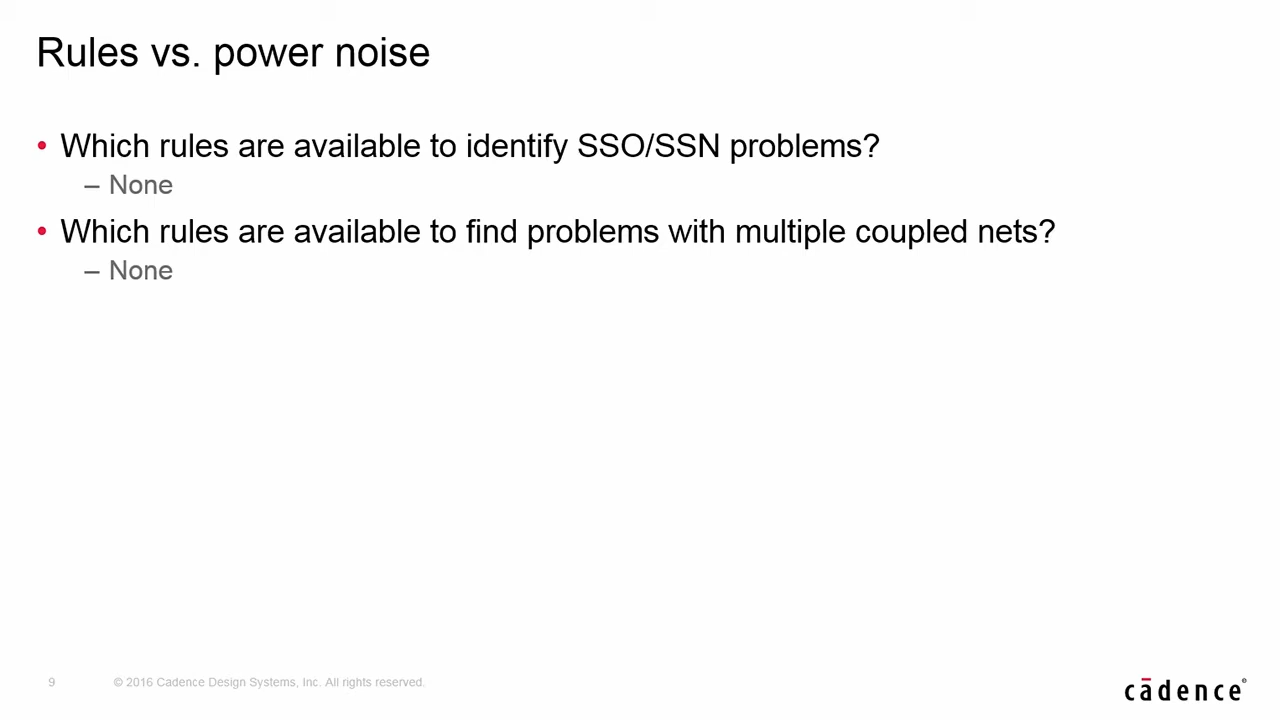 Rules vs. power noise
• Which rules are available to identify SSO/SSN problems?
– None
• Which rules are available to find problems with multiple coupled nets?
– None
9 © 2016 Cadence Design Systems, Inc. All rights reserved.
cādence®